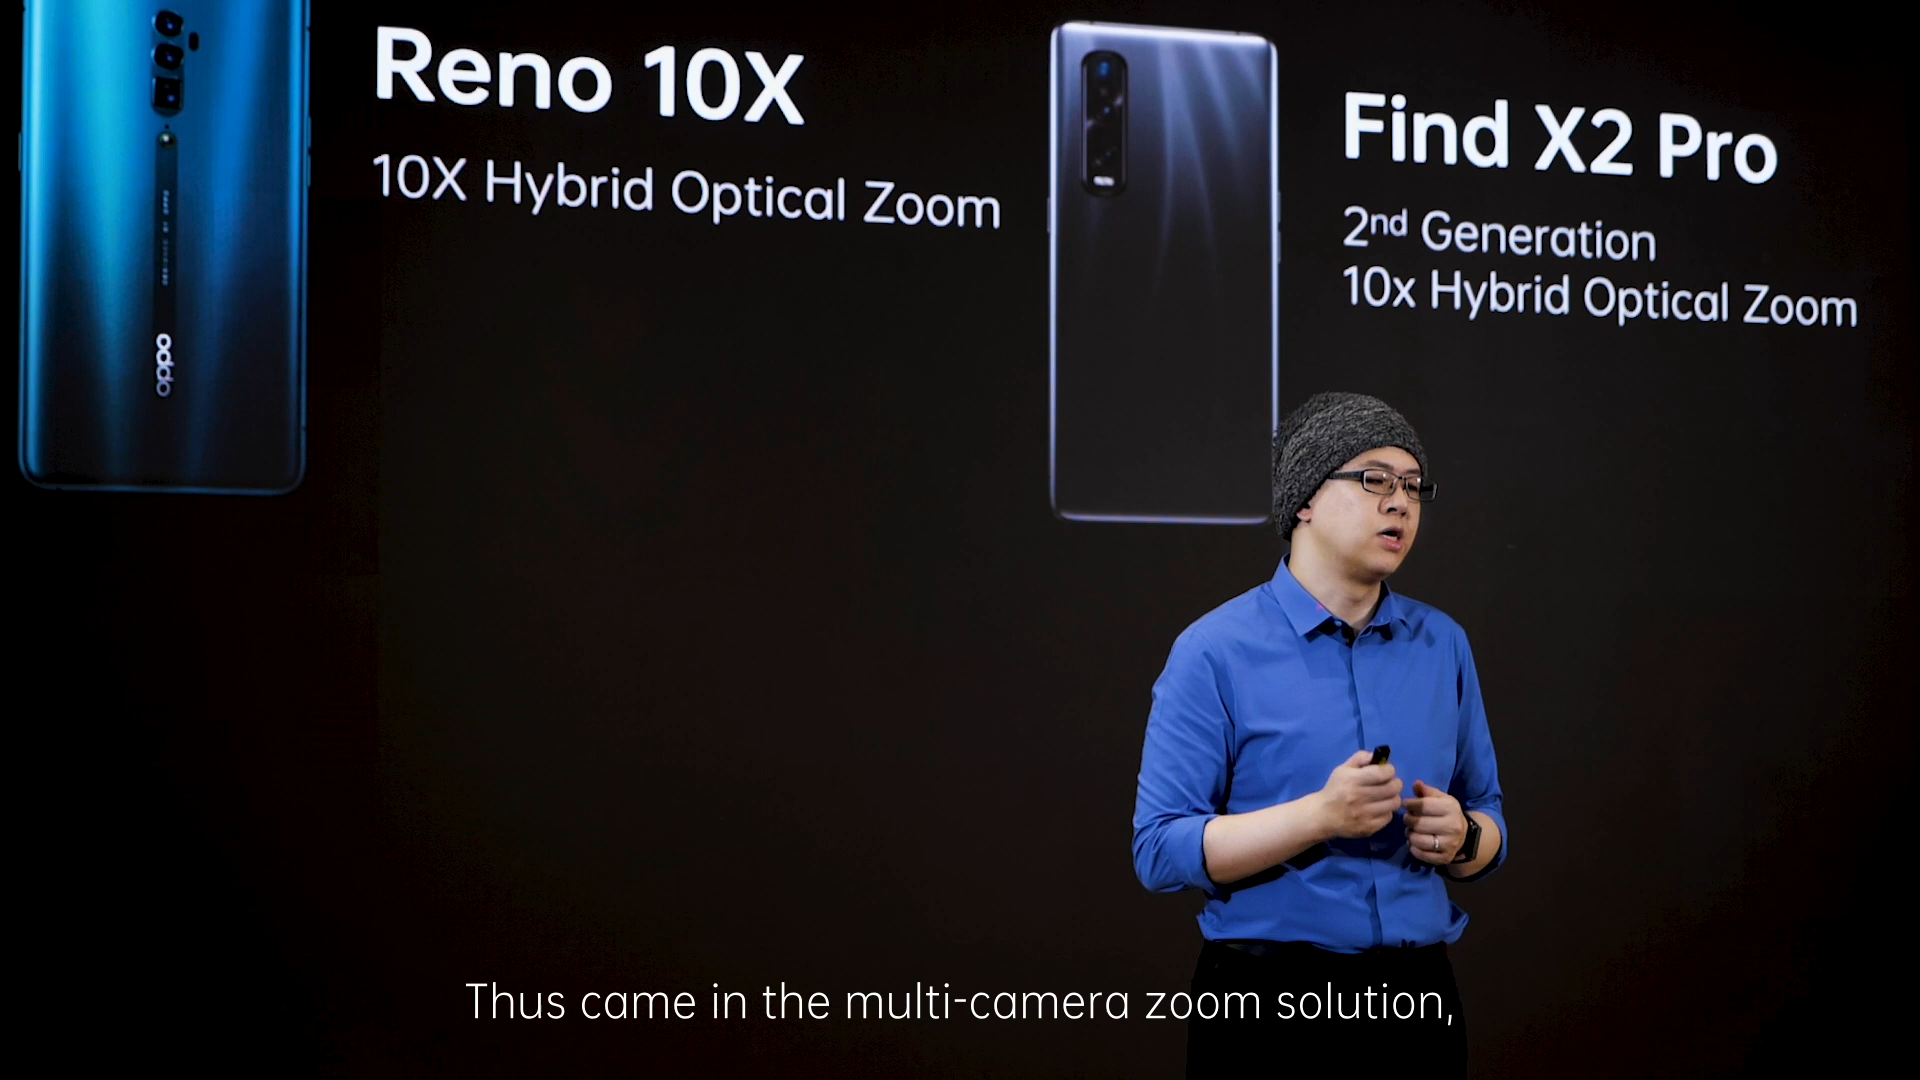 Reno 10X
10X Hybrid Optical Zoom
Find X2 Pro
2nd Generation
10x Hybrid Optical Zoom
oppo
Thus came in the multi-camera zoom solution,